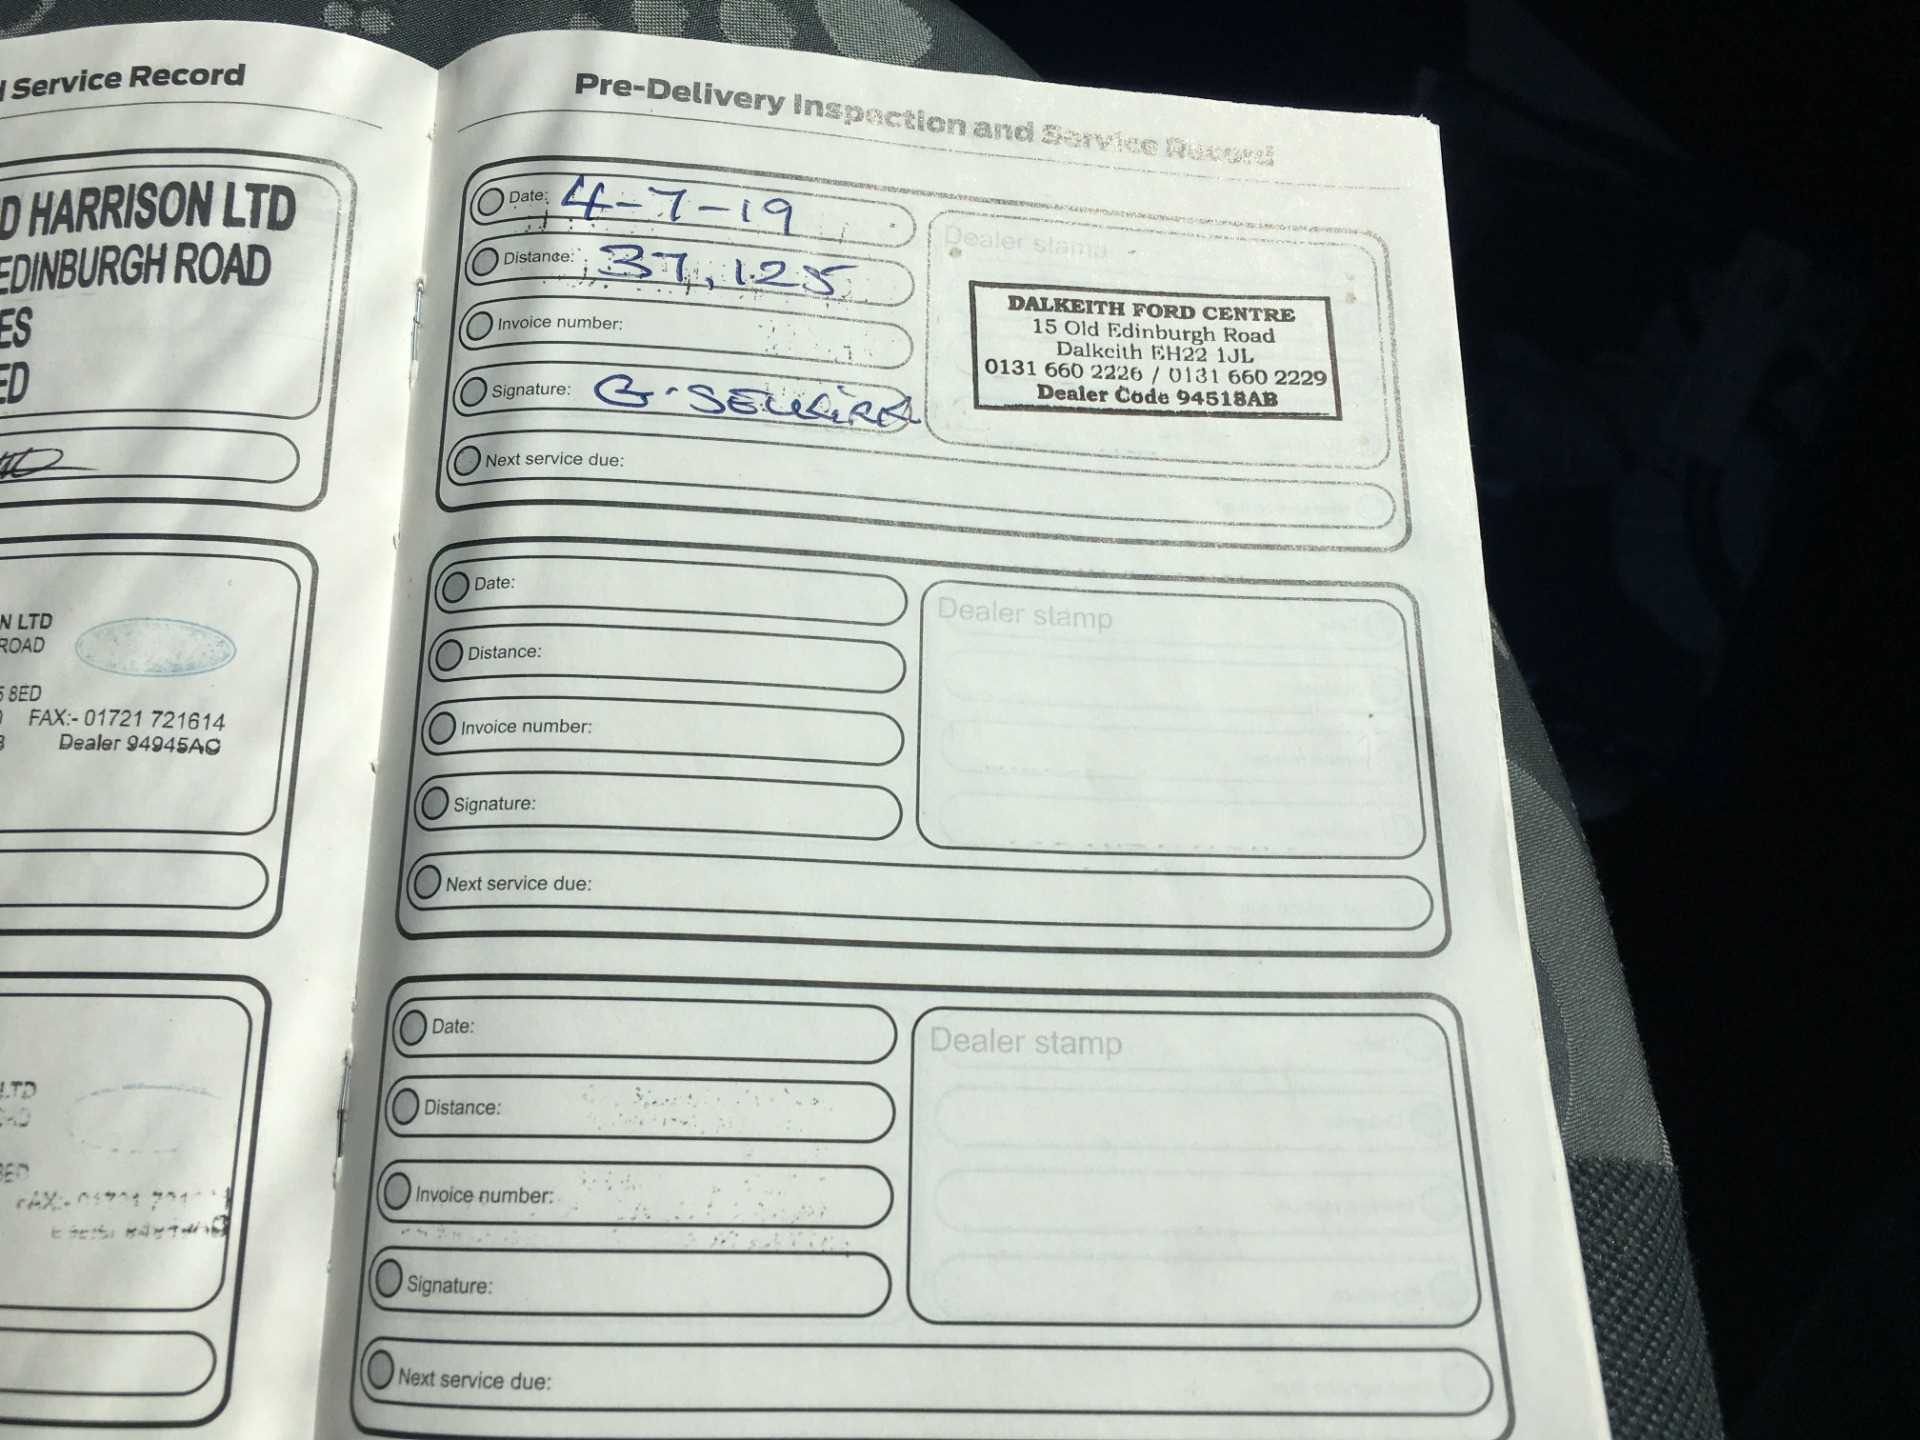 Service Record
D HARRISON LTD
EDINBURGH ROAD
ES
ED
N LTD
ROAD
8ED
FAX:- 01721 721614
Dealer 94945AC
LTD
Pre-Delivery Inspection and Service Record
Date: 4-7-19
Distance: 37,125
Invoice number:
Signature: G. SELKIRK
Next service due:
Dealer stamp
DALKEITH FORD CENTRE
15 Old Edinburgh Road
Dalkeith EH22 1JL
0131 660 2226 / 0131 660 2229
Dealer Code 94518AB
Date:
Distance:
Invoice number:
Signature:
Next service due:
Dealer stamp
Date:
Distance:
Invoice number:
Signature:
Next service due:
Dealer stamp